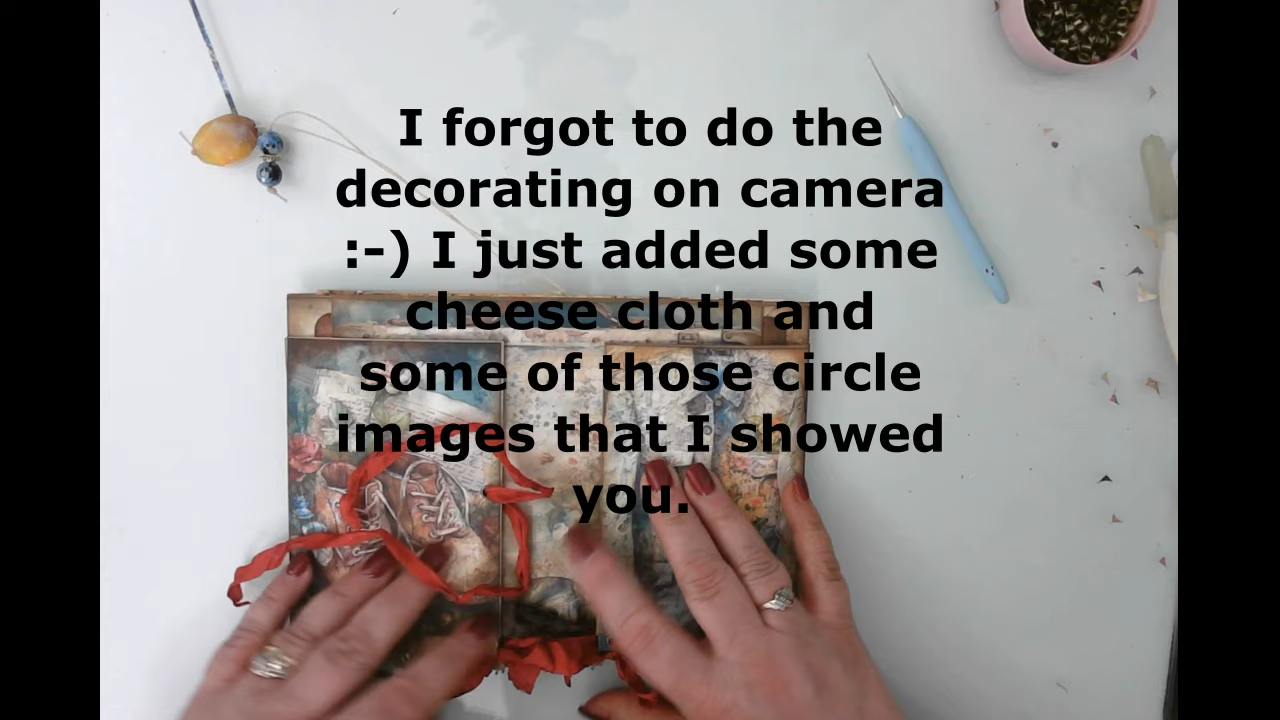 I forgot to do the
decorating on camera
:-) I just added some
cheese cloth and
some of those circle
images that I showed
you.